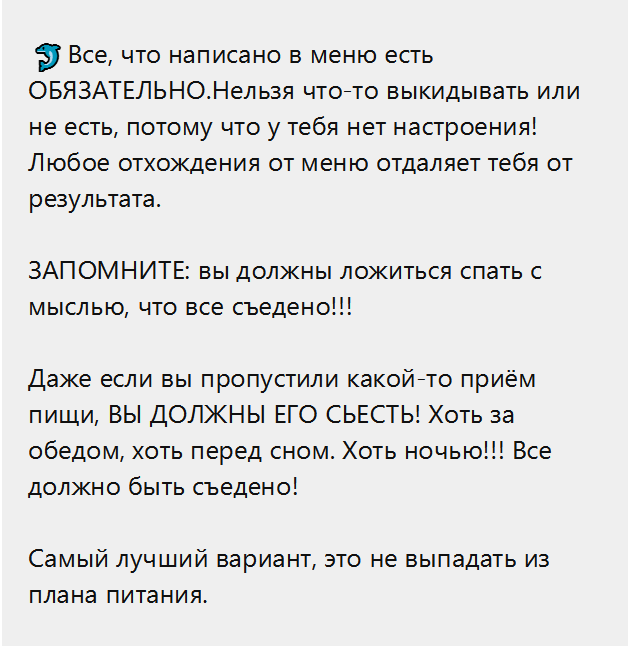 🐬 Все, что написано в меню есть
ОБЯЗАТЕЛЬНО.Нельзя что-то выкидывать или
не есть, потому что у тебя нет настроения!
Любое отхождения от меню отдаляет тебя от
результата.

ЗАПОМНИТЕ: вы должны ложиться спать с
мыслью, что все съедено!!!

Даже если вы пропустили какой-то приём
пищи, ВЫ ДОЛЖНЫ ЕГО СЬЕСТЬ! Хоть за
обедом, хоть перед сном. Хоть ночью!!! Все
должно быть съедено!

Самый лучший вариант, это не выпадать из
плана питания.